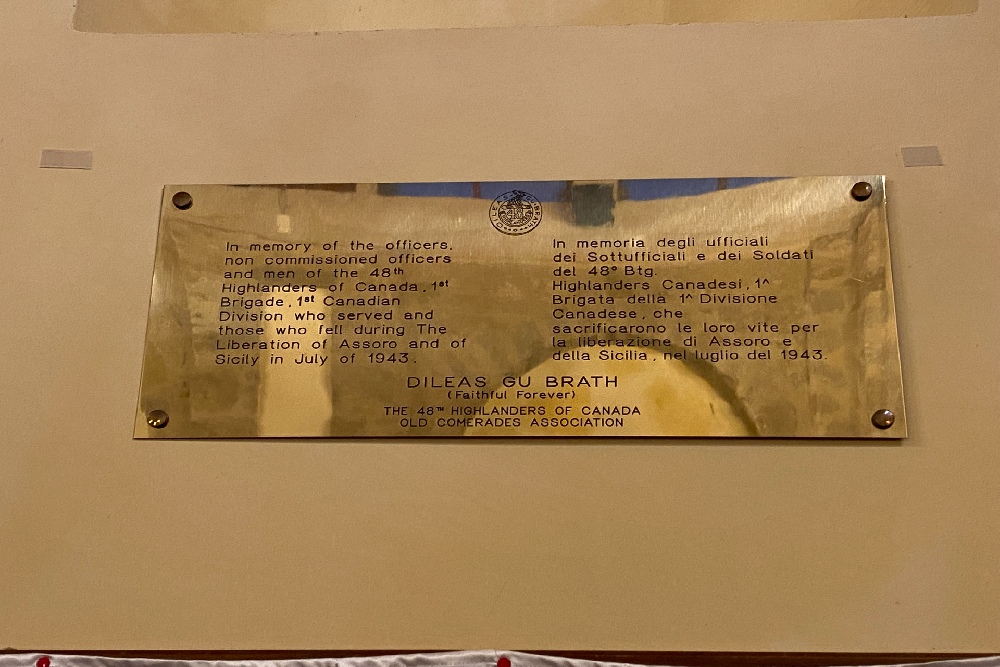 DILEAS GU BRATH
In memory of the officers,
non commissioned officers
and men of the 48th
Highlanders of Canada, 1st
Brigade, 1st Canadian
Division who served and
those who fell during The
Liberation of Assoro and of
Sicily in July of 1943.
In memoria degli ufficiali
dei Sottufficiali e dei Soldati
del 48° Btg.
Highlanders Canadesi, 1^
Brigata della 1^ Divisione
Canadese, che
sacrificarono le loro vite per
la liberazione di Assoro e
della Sicilia, nel luglio del 1943.
DILEAS GU BRATH
(Faithful Forever)
THE 48TH HIGHLANDERS OF CANADA
OLD COMERADES ASSOCIATION